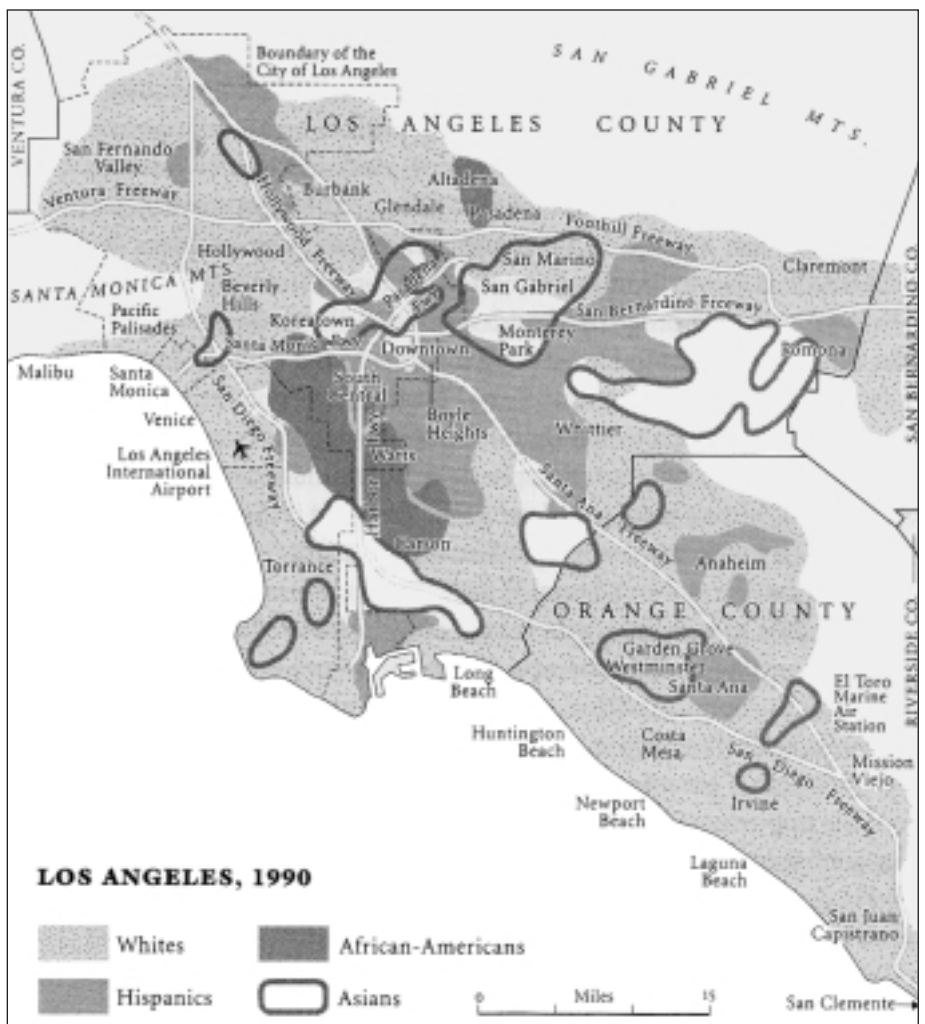 VENTURA CO.
Boundary of the
City of Los Angeles
SAN GABRIEL MTS.
LOS ANGELES COUNTY
San Fernando
Valley
Ventura Freeway
Hollywood Freeway
Burbank
Glendale
Altadena
Pasadena
Foothill Freeway
Hollywood
San Marino
Claremont
SANTA MONICA MTS
Beverly
Hills
Pasadena
Fwy
San Gabriel
San Bernardino Freeway
SAN BERNARDINO CO.
Pacific
Palisades
Koreatown
Monterey
Park
Pomona
Santa Monica Fwy
Downtown
Malibu
Santa
Monica
South
Central
San Diego Freeway
Venice
Boyle
Heights
Whittier
Harbor Fwy
Watts
Los Angeles
International
Airport
Santa Ana Freeway
Carson
Anaheim
Torrance
ORANGE COUNTY
RIVERSIDE CO.
Garden Grove
Westminster
Santa Ana
Long
Beach
El Toro
Marine
Air
Station
Huntington
Beach
Costa
Mesa
San Diego Freeway
Mission
Viejo
Irvine
Newport
Beach
Laguna
Beach
LOS ANGELES, 1990
San Juan
Capistrano
Whites
African-Americans
Hispanics
Asians
0 Miles 15
San Clemente